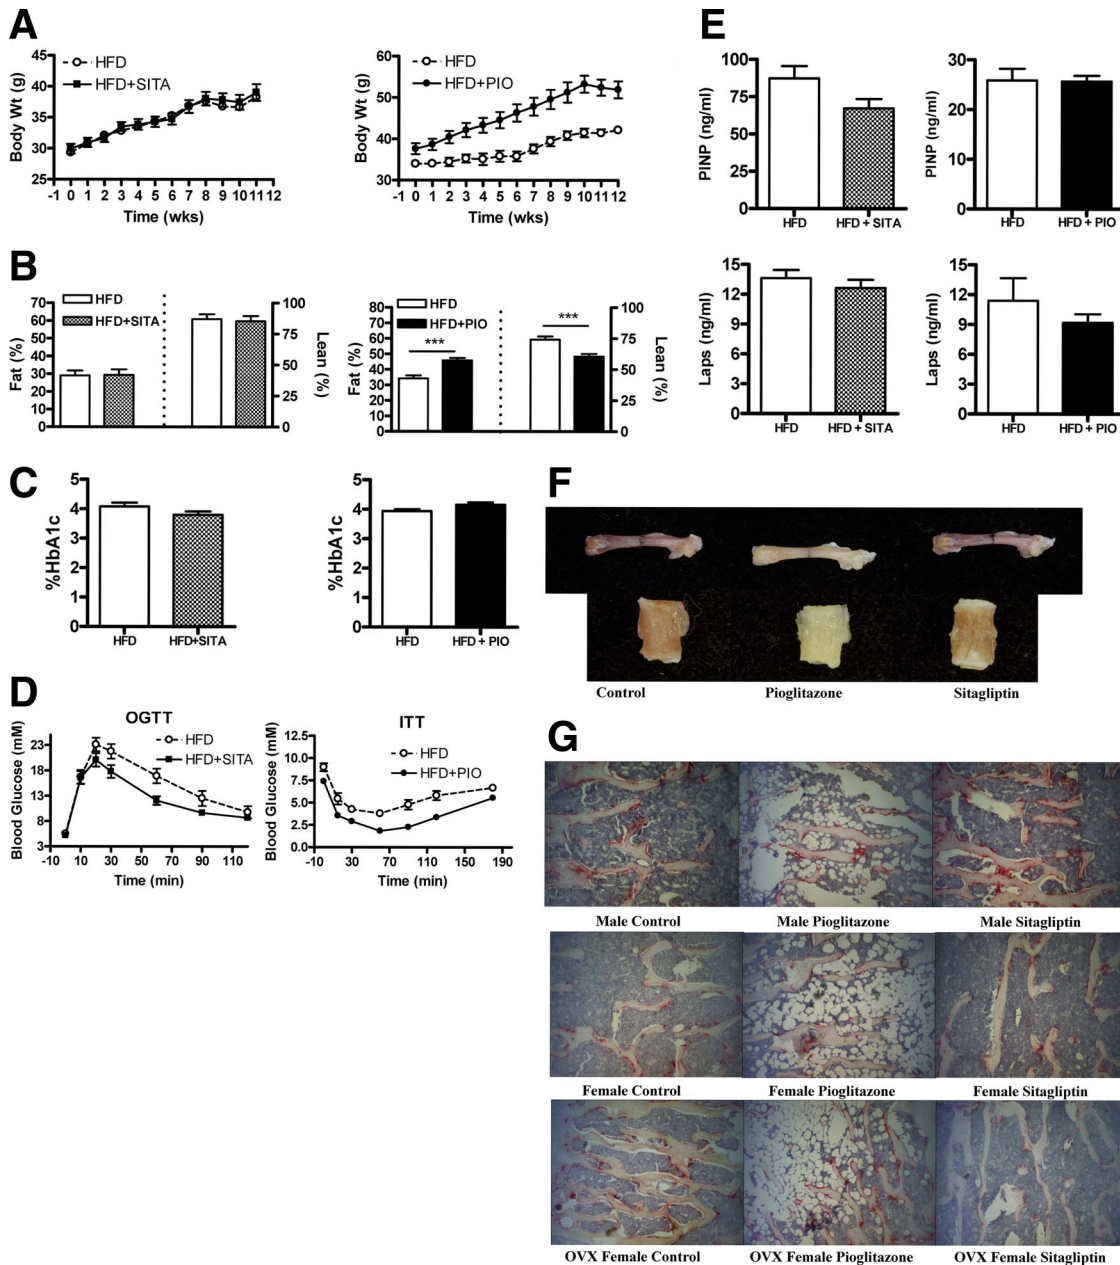 A
HFD
HFD+SITA
Body Wt (g)
45
40
35
30
25
-1 0 1 2 3 4 5 6 7 8 9 10 11 12
Time (wks)
HFD
HFD+PIO
Body Wt (g)
60
50
40
30
-1 0 1 2 3 4 5 6 7 8 9 10 11 12
Time (wks)
B
HFD
HFD+SITA
Fat (%)
70
60
50
40
30
20
10
0
100
75
50
25
0
Lean (%)
HFD
HFD+PIO
***
***
Fat (%)
80
70
60
50
40
30
20
10
0
100
75
50
25
0
Lean (%)
C
%HbA1c
5
4
3
2
1
0
HFD HFD+SITA
%HbA1c
5
4
3
2
1
0
HFD HFD + PIO
D
OGTT
HFD
HFD+SITA
Blood Glucose (mM)
23
18
13
8
3
-10 10 30 50 70 90 110
Time (min)
ITT
HFD
HFD+PIO
Blood Glucose (mM)
12.5
10.0
7.5
5.0
2.5
0.0
-10 30 70 110 150 190
Time (min)
E
PINP (ng/ml)
100
75
50
25
0
HFD HFD + SITA
PINP (ng/ml)
30
20
10
0
HFD HFD + PIO
Laps (ng/ml)
15
12
9
6
3
0
HFD HFD + SITA
Laps (ng/ml)
15
12
9
6
3
0
HFD HFD + PIO
F
Control Pioglitazone Sitagliptin
G
Male Control Male Pioglitazone Male Sitagliptin
Female Control Female Pioglitazone Female Sitagliptin
OVX Female Control OVX Female Pioglitazone OVX Female Sitagliptin